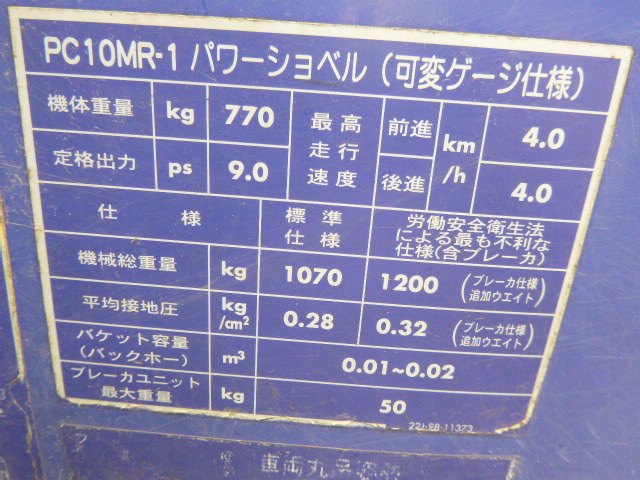 PC10MR-1 パワーショベル (可変ゲージ仕様)
機体重量 kg 770 最高走行速度 前進 km/h 4.0
定格出力 ps 9.0 後進 4.0
仕様 標準仕様 労働安全衛生法による最も不利な仕様(含ブレーカ)
機械総重量 kg 1070 1200 (ブレーカ仕様追加ウエイト)
平均接地圧 kg/cm² 0.28 0.32 (ブレーカ仕様追加ウエイト)
バケット容量(バックホー) m³ 0.01~0.02
ブレーカユニット最大重量 kg 50
22J-98-11373